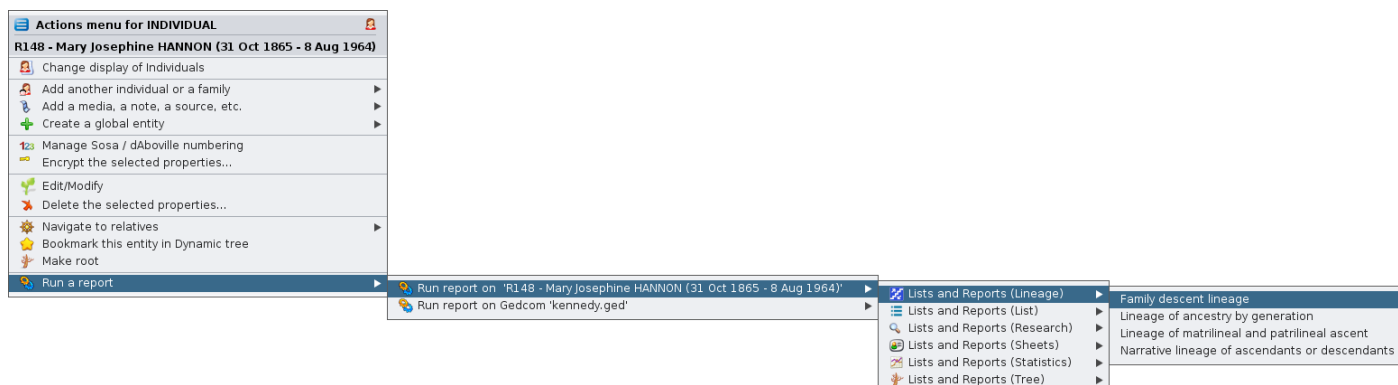 Actions menu for INDIVIDUAL
R148 - Mary Josephine HANNON (31 Oct 1865 - 8 Aug 1964)
Change display of Individuals
Add another individual or a family
Add a media, a note, a source, etc.
Create a global entity
123 Manage Sosa / dAboville numbering
Encrypt the selected properties...
Edit/Modify
Delete the selected properties...
Navigate to relatives
Bookmark this entity in Dynamic tree
Make root
Run a report
Run report on 'R148 - Mary Josephine HANNON (31 Oct 1865 - 8 Aug 1964)'
Run report on Gedcom 'kennedy.ged'
Lists and Reports (Lineage)
Lists and Reports (List)
Lists and Reports (Research)
Lists and Reports (Sheets)
Lists and Reports (Statistics)
Lists and Reports (Tree)
Family descent lineage
Lineage of ancestry by generation
Lineage of matrilineal and patrilineal ascent
Narrative lineage of ascendants or descendants